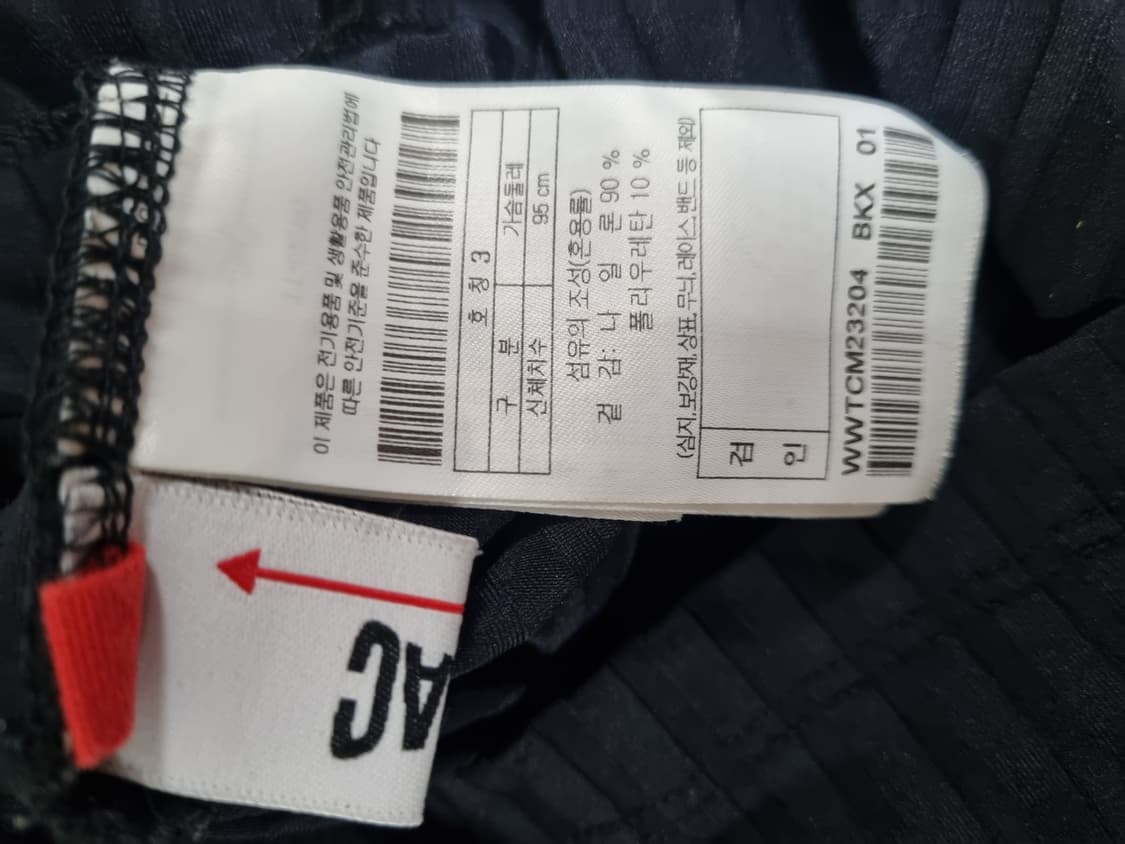 이 제품은 전기용품 및 생활용품 안전관리법에
따른 안전기준을 준수한 제품입니다
호 칭 3
구 분 가슴둘레
신체치수 95 cm
섬유의 조성(혼용률)
겉 감: 나 일 론 90 %
폴리우레탄 10 %
(심지,보강재,상표,무늬,레이스,밴드 등 제외)
검 인
WWTCM23204 BKX 01
AC